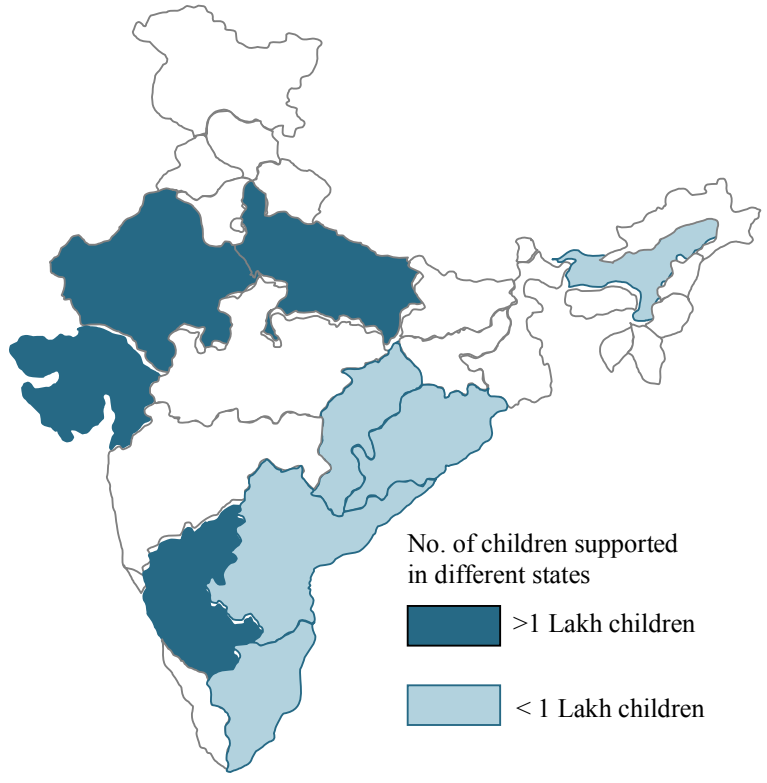 No. of children supported
in different states
>1 Lakh children
< 1 Lakh children